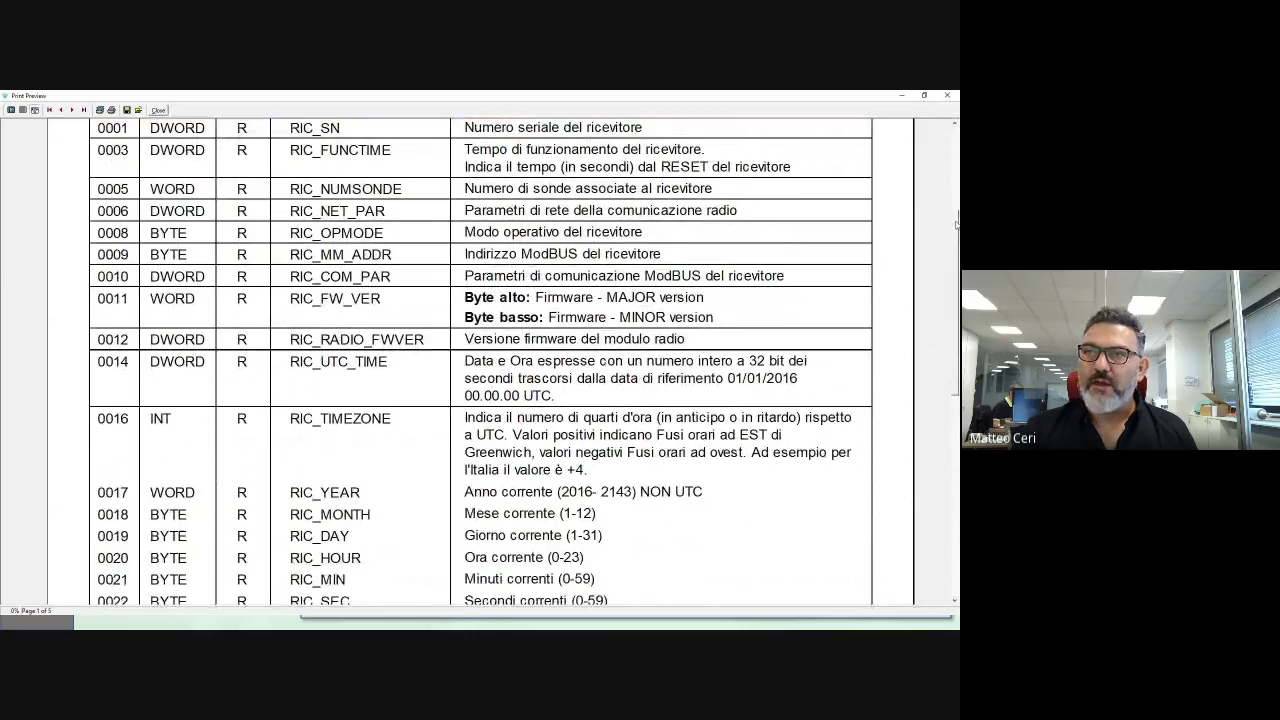 Print Preview
Close
0001 DWORD R RIC_SN Numero seriale del ricevitore
0003 DWORD R RIC_FUNCTIME Tempo di funzionamento del ricevitore.
Indica il tempo (in secondi) dal RESET del ricevitore
0005 WORD R RIC_NUMSONDE Numero di sonde associate al ricevitore
0006 DWORD R RIC_NET_PAR Parametri di rete della comunicazione radio
0008 BYTE R RIC_OPMODE Modo operativo del ricevitore
0009 BYTE R RIC_MM_ADDR Indirizzo ModBUS del ricevitore
0010 DWORD R RIC_COM_PAR Parametri di comunicazione ModBUS del ricevitore
0011 WORD R RIC_FW_VER Byte alto: Firmware - MAJOR version
Byte basso: Firmware - MINOR version
0012 DWORD R RIC_RADIO_FWVER Versione firmware del modulo radio
0014 DWORD R RIC_UTC_TIME Data e Ora espresse con un numero intero a 32 bit dei
secondi trascorsi dalla data di riferimento 01/01/2016
00.00.00 UTC.
0016 INT R RIC_TIMEZONE Indica il numero di quarti d'ora (in anticipo o in ritardo) rispetto
a UTC. Valori positivi indicano Fusi orari ad EST di
Greenwich, valori negativi Fusi orari ad ovest. Ad esempio per
l'Italia il valore è +4.
0017 WORD R RIC_YEAR Anno corrente (2016- 2143) NON UTC
0018 BYTE R RIC_MONTH Mese corrente (1-12)
0019 BYTE R RIC_DAY Giorno corrente (1-31)
0020 BYTE R RIC_HOUR Ora corrente (0-23)
0021 BYTE R RIC_MIN Minuti correnti (0-59)
0022 BYTE R RIC_SEC Secondi correnti (0-59)
0% Page 1 of 5
Matteo Ceri